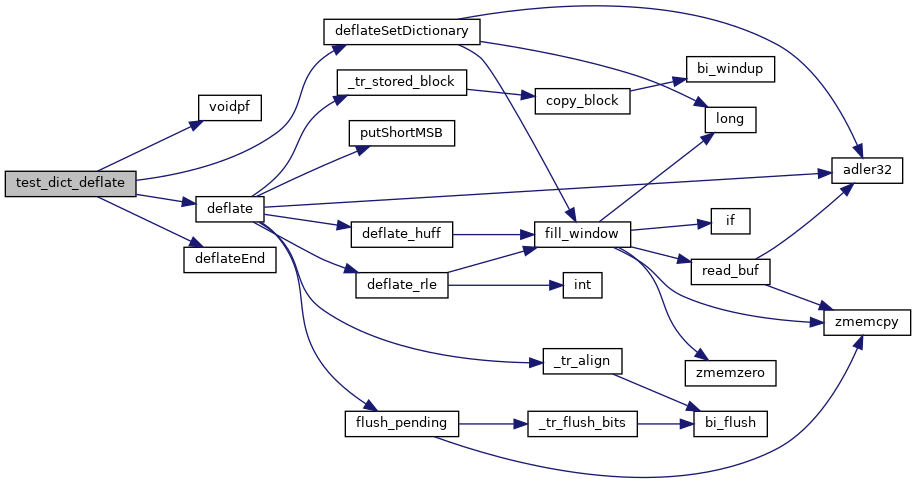 test_dict_deflate
voidpf
deflateSetDictionary
deflate
deflateEnd
_tr_stored_block
putShortMSB
deflate_huff
deflate_rle
_tr_align
flush_pending
copy_block
bi_windup
long
adler32
fill_window
if
read_buf
int
zmemcpy
zmemzero
_tr_flush_bits
bi_flush